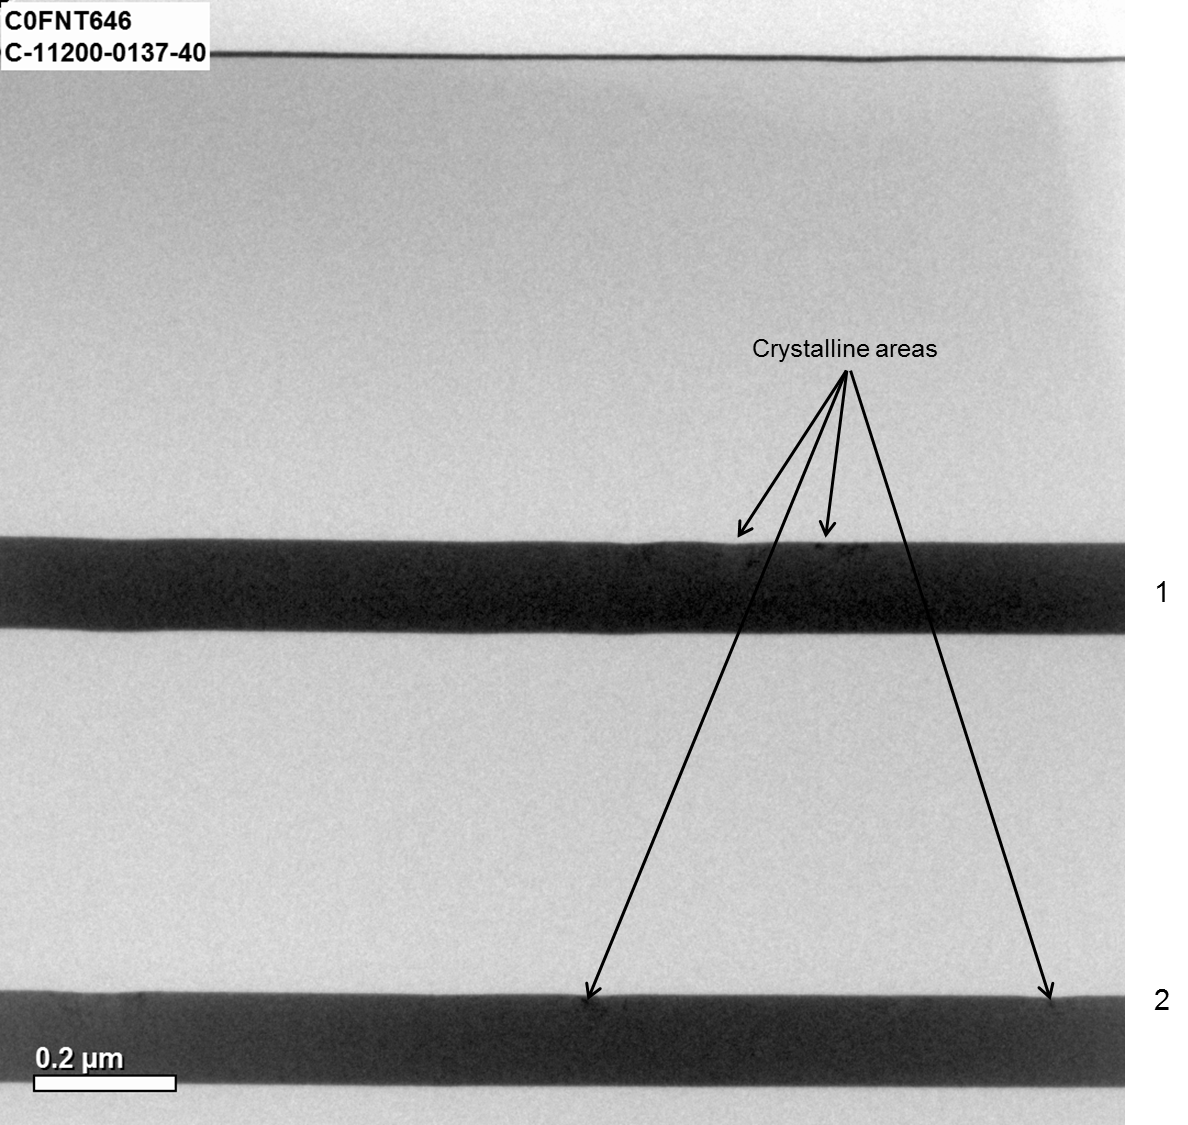 C0FNT646
C-11200-0137-40
Crystalline areas
1
2
0.2 µm